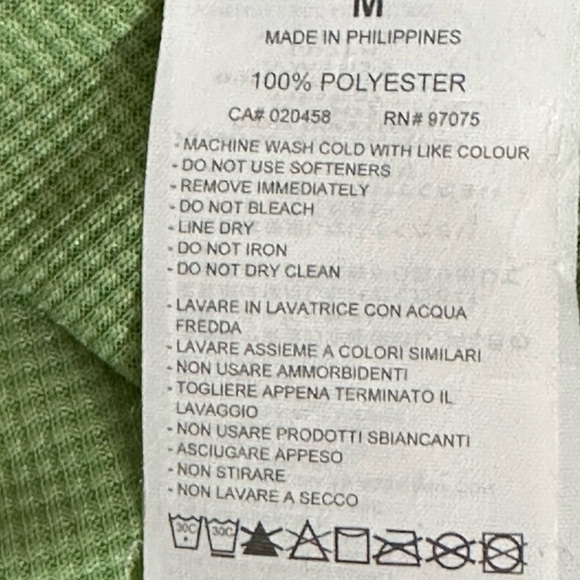 M
MADE IN PHILIPPINES
100% POLYESTER
CA# 020458 RN# 97075
- MACHINE WASH COLD WITH LIKE COLOUR
- DO NOT USE SOFTENERS
- REMOVE IMMEDIATELY
- DO NOT BLEACH
- LINE DRY
- DO NOT IRON
- DO NOT DRY CLEAN
- LAVARE IN LAVATRICE CON ACQUA
FREDDA
- LAVARE ASSIEME A COLORI SIMILARI
- NON USARE AMMORBIDENTI
- TOGLIERE APPENA TERMINATO IL
LAVAGGIO
- NON USARE PRODOTTI SBIANCANTI
- ASCIUGARE APPESO
- NON STIRARE
- NON LAVARE A SECCO
30C 30C